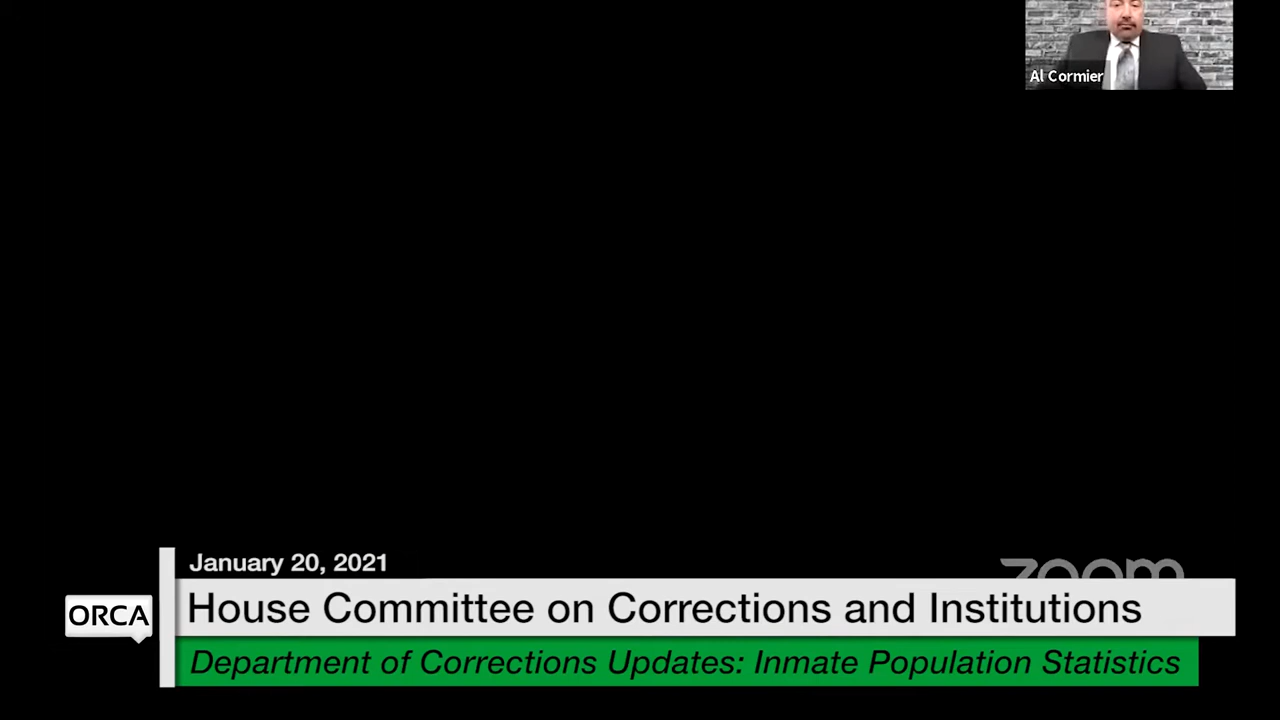 Al Cormier
January 20, 2021
zoom
House Committee on Corrections and Institutions
ORCA
Department of Corrections Updates: Inmate Population Statistics